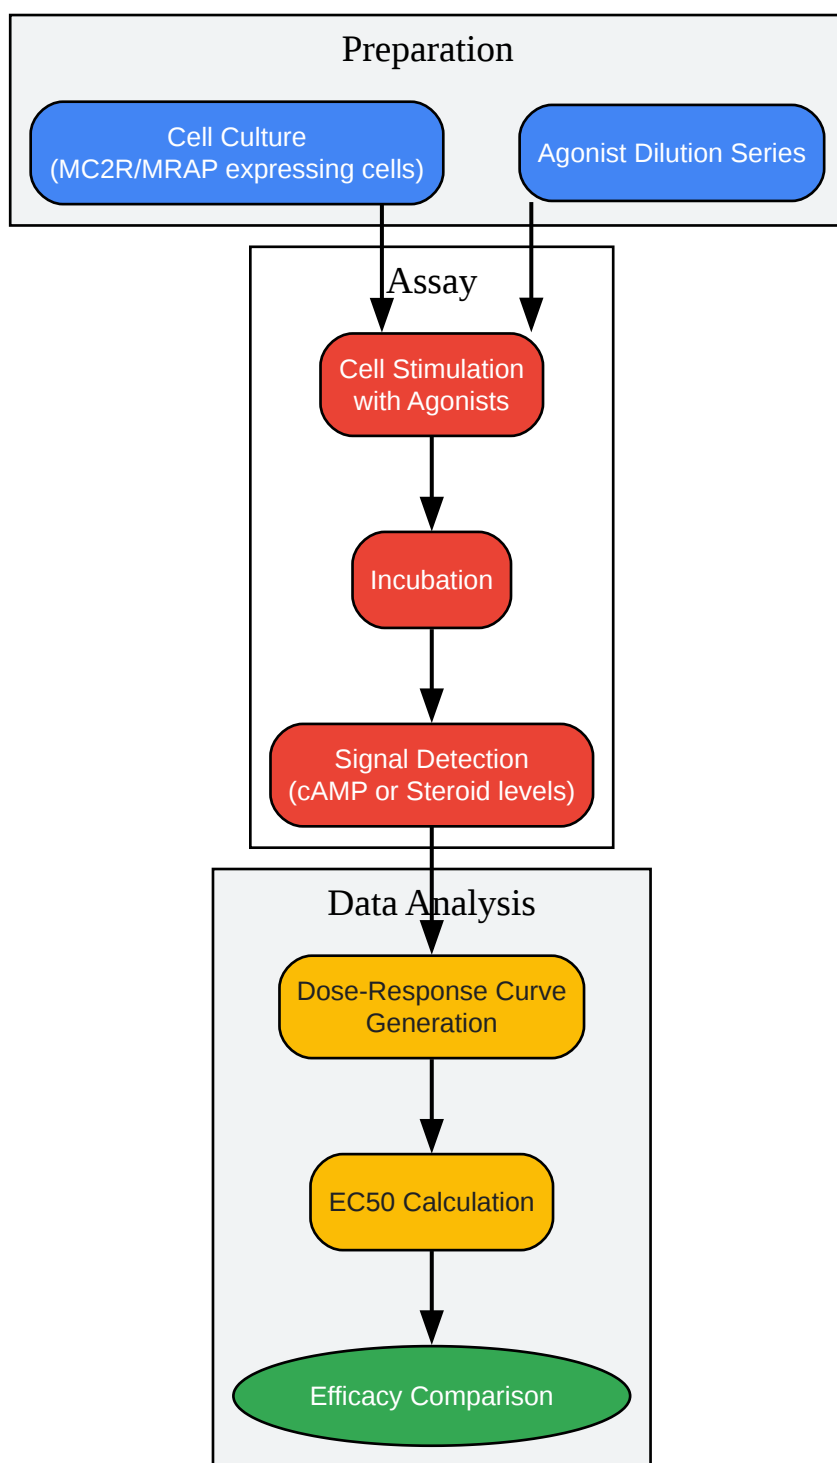 Preparation
Cell Culture
(MC2R/MRAP expressing cells)
Agonist Dilution Series
Assay
Cell Stimulation
with Agonists
Incubation
Signal Detection
(cAMP or Steroid levels)
Data Analysis
Dose-Response Curve
Generation
EC50 Calculation
Efficacy Comparison